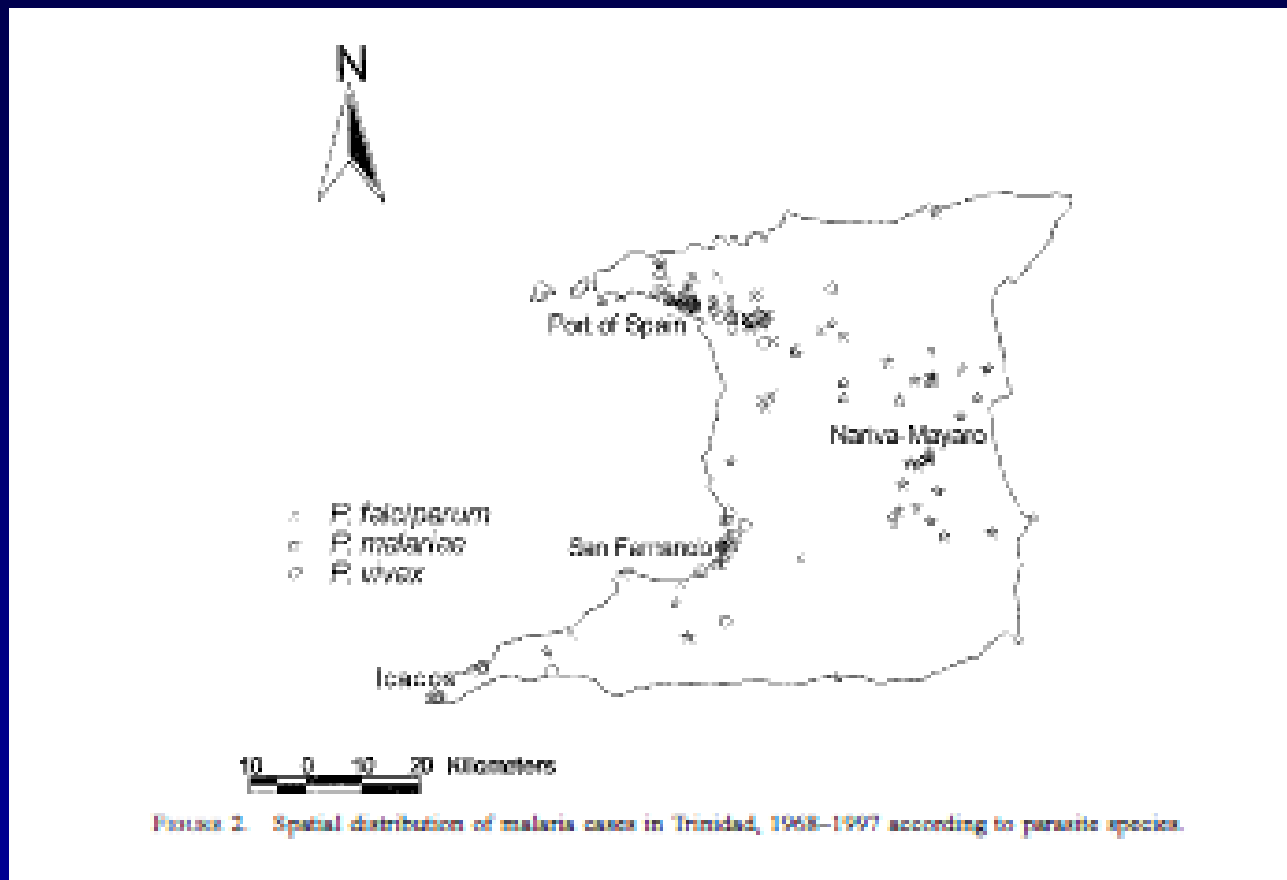 N
Port of Spain
Nariva-Mayaro
P. falciparum
P. malariae
P. vivax
San Fernando
Icacos
10 0 10 20 Kilometers
FIGURE 2. Spatial distribution of malaria cases in Trinidad, 1968–1997 according to parasite species.